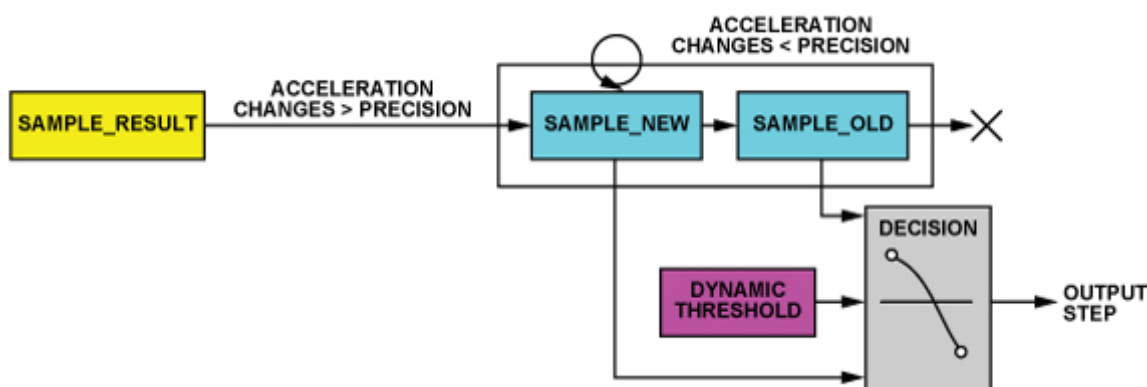 ACCELERATION
CHANGES < PRECISION
ACCELERATION
CHANGES > PRECISION
SAMPLE_RESULT
SAMPLE_NEW
SAMPLE_OLD
DECISION
DYNAMIC
THRESHOLD
OUTPUT
STEP